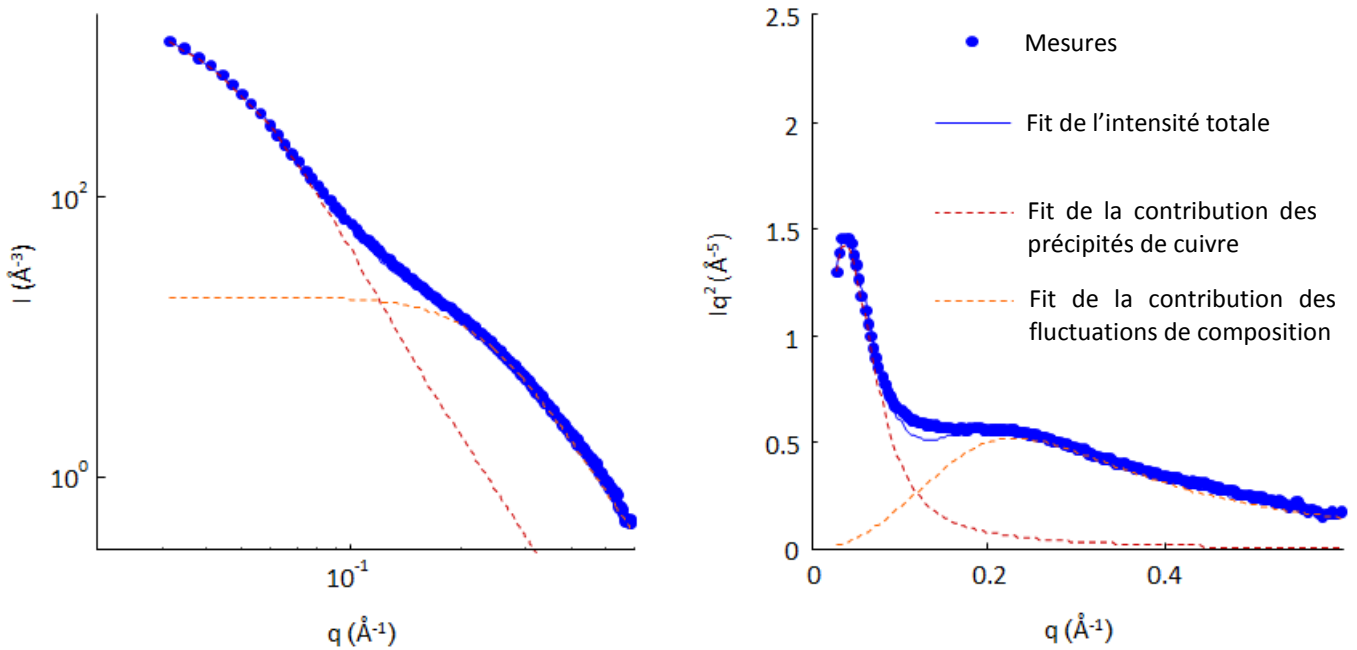 I (Å⁻³)
10²
10⁰
10⁻¹
q (Å⁻¹)
Iq² ( Å⁻⁵)
2.5
2
1.5
1
0.5
0
0
0.2
0.4
q (Å⁻¹)
Mesures
Fit de l’intensité totale
Fit de la contribution des
précipités de cuivre
Fit de la contribution des
fluctuations de composition